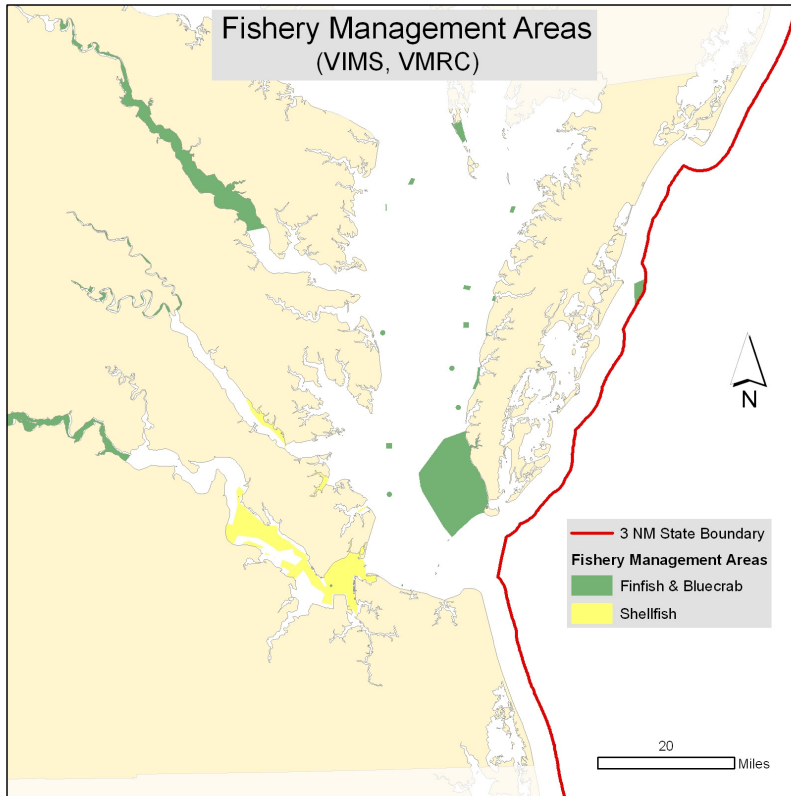 Fishery Management Areas
(VIMS, VMRC)
N
3 NM State Boundary
Fishery Management Areas
Finfish & Bluecrab
Shellfish
20
Miles